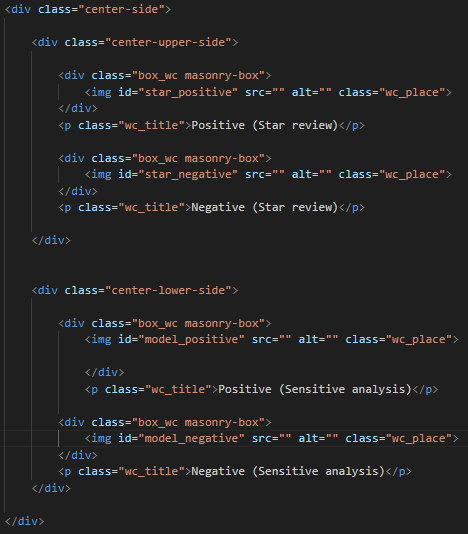 <div class="center-side">
<div class="center-upper-side">
<div class="box_wc masonry-box">
<img id="star_positive" src="" alt="" class="wc_place">
</div>
<p class="wc_title">Positive (Star review)</p>
<div class="box_wc masonry-box">
<img id="star_negative" src="" alt="" class="wc_place">
</div>
<p class="wc_title">Negative (Star review)</p>
</div>
<div class="center-lower-side">
<div class="box_wc masonry-box">
<img id="model_positive" src="" alt="" class="wc_place">
</div>
<p class="wc_title">Positive (Sensitive analysis)</p>
<div class="box_wc masonry-box">
<img id="model_negative" src="" alt="" class="wc_place">
</div>
<p class="wc_title">Negative (Sensitive analysis)</p>
</div>
</div>